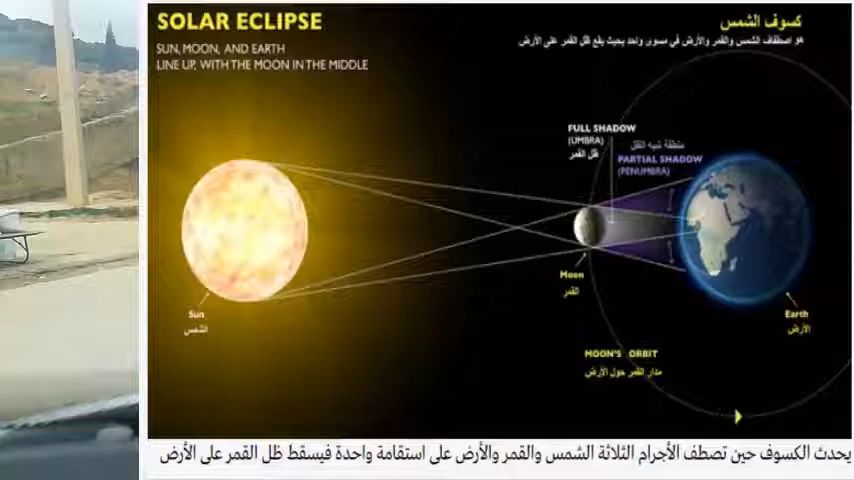 SOLAR ECLIPSE
SUN, MOON, AND EARTH
LINE UP, WITH THE MOON IN THE MIDDLE
كسوف الشمس
هو اصطفاف الشمس والقمر والأرض في مسوى واحد بحيث يقع ظل القمر على الأرض
FULL SHADOW
(UMBRA)
ظل القمر
منطقة شبه الظل
PARTIAL SHADOW
(PENUMBRA)
Moon
القمر
Sun
الشمس
Earth
الأرض
MOON'S ORBIT
مدار القمر حول الأرض
يحدث الكسوف حين تصطف الأجرام الثلاثة الشمس والقمر والأرض على استقامة واحدة فيسقط ظل القمر على الأرض